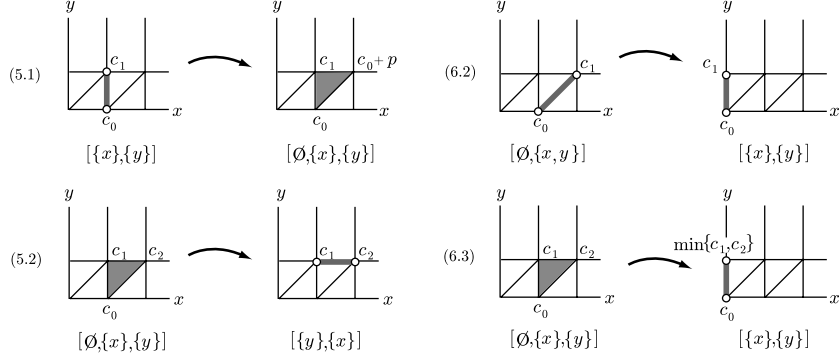 y y y y
(5.1) c₁ c₁ c₀+ p (6.2) c₁ c₁
x x x x
c₀ c₀ c₀ c₀
[{x},{y}] [Ø,{x},{y}] [Ø,{x,y}] [{x},{y}]
y y y y
(5.2) c₁ c₂ c₁ c₂ (6.3) c₁ c₂ min{c₁,c₂}
x x x x
c₀ c₀ c₀
[Ø,{x},{y}] [{y},{x}] [Ø,{x},{y}] [{x},{y}]